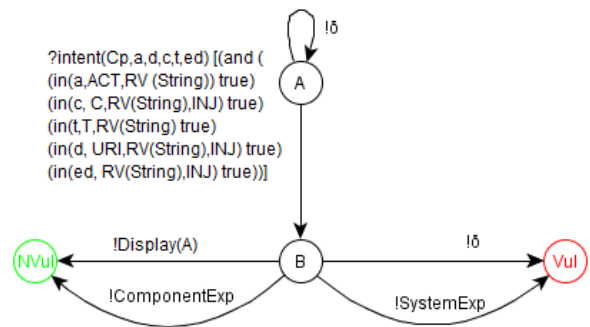 !δ
?intent(Cp,a,d,c,t,ed) [(and (
(in(a,ACT,RV (String)) true)
(in(c, C,RV(String),INJ) true)
(in(t,T,RV(String) true)
(in(d, URI,RV(String),INJ) true)
(in(ed, RV(String),INJ) true))]
A
!Display(A)
!δ
NVul
B
Vul
!ComponentExp
!SystemExp